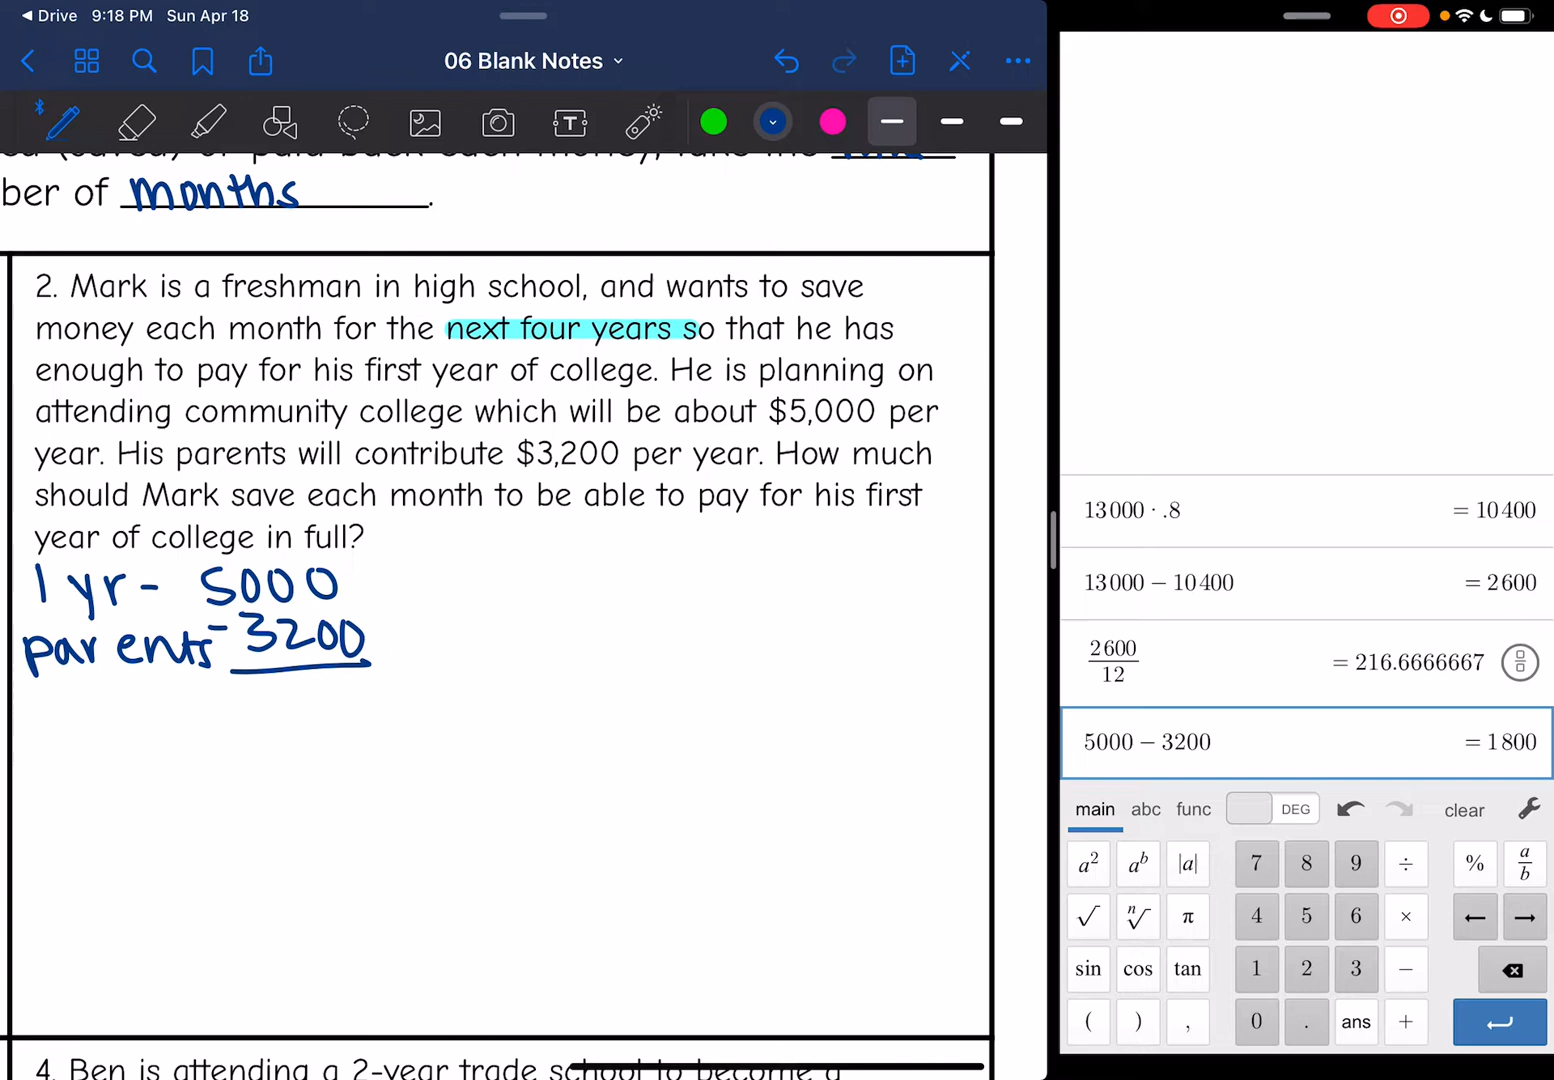 Drive 9:18 PM Sun Apr 18
06 Blank Notes
T
ber of months.
2. Mark is a freshman in high school, and wants to save
money each month for the next four years so that he has
enough to pay for his first year of college. He is planning on
attending community college which will be about $5,000 per
year. His parents will contribute $3,200 per year. How much
should Mark save each month to be able to pay for his first
year of college in full?
1 yr - 5000
parents - 3200
4. Ben is attending a 2-year trade school to become a
13000 · .8 = 10400
13000 − 10400 = 2600
2600
12
= 216.6666667
5000 − 3200 = 1800
main abc func DEG clear
a² aᵇ |a| 7 8 9 ÷ % a/b
√ ⁿ√ π 4 5 6 × ← →
sin cos tan 1 2 3 −
( ) , 0 . ans +